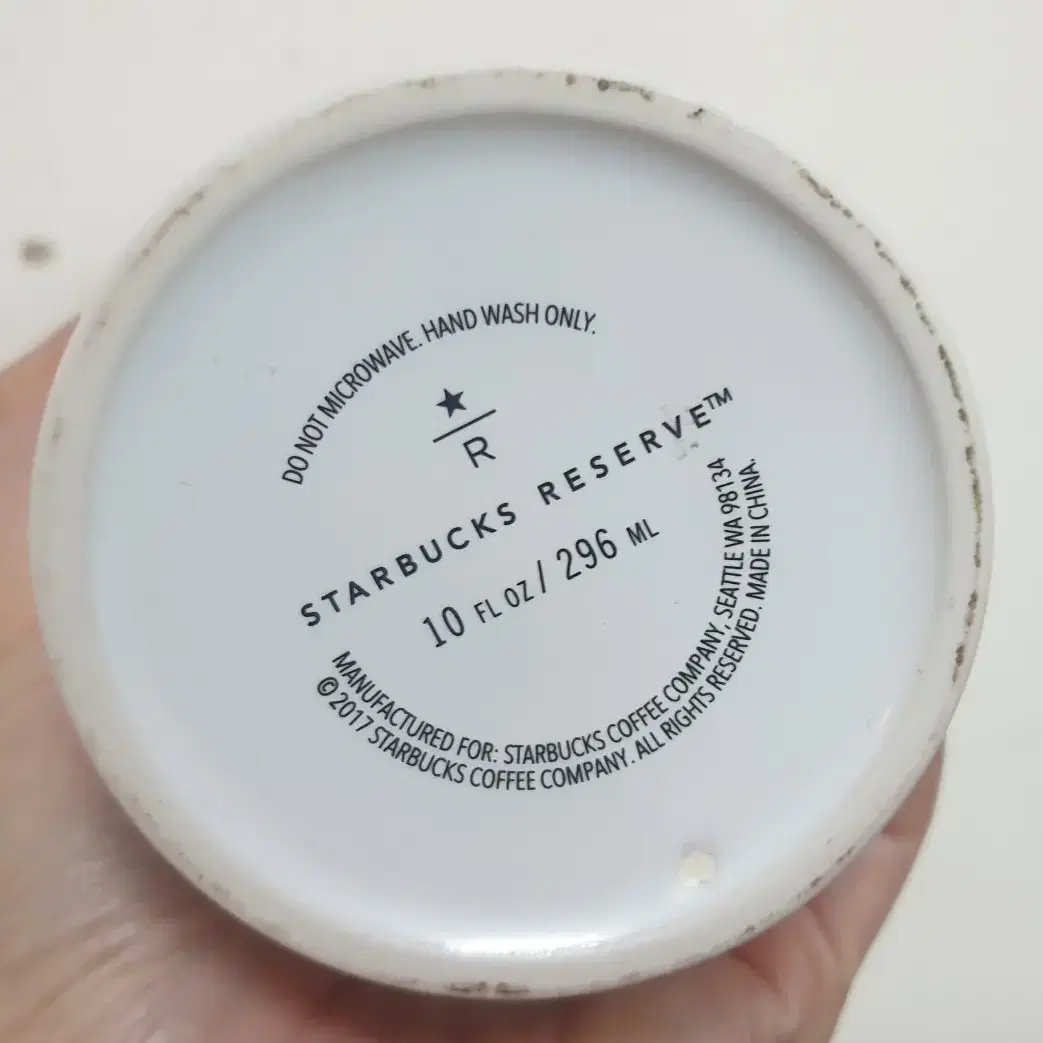 DO NOT MICROWAVE. HAND WASH ONLY.
★
R
STARBUCKS RESERVE™
10 FL OZ / 296 ML
MANUFACTURED FOR: STARBUCKS COFFEE COMPANY, SEATTLE WA 98134
© 2017 STARBUCKS COFFEE COMPANY. ALL RIGHTS RESERVED. MADE IN CHINA.